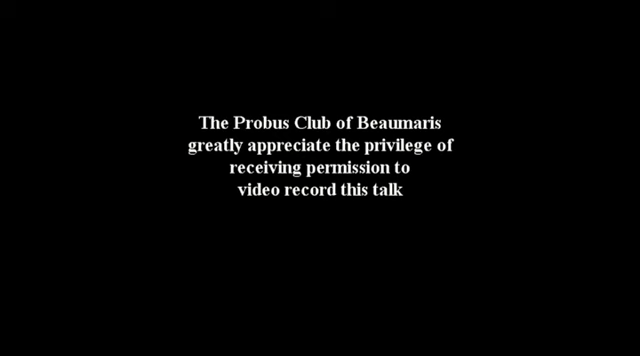 The Probus Club of Beaumaris
greatly appreciate the privilege of
receiving permission to
video record this talk